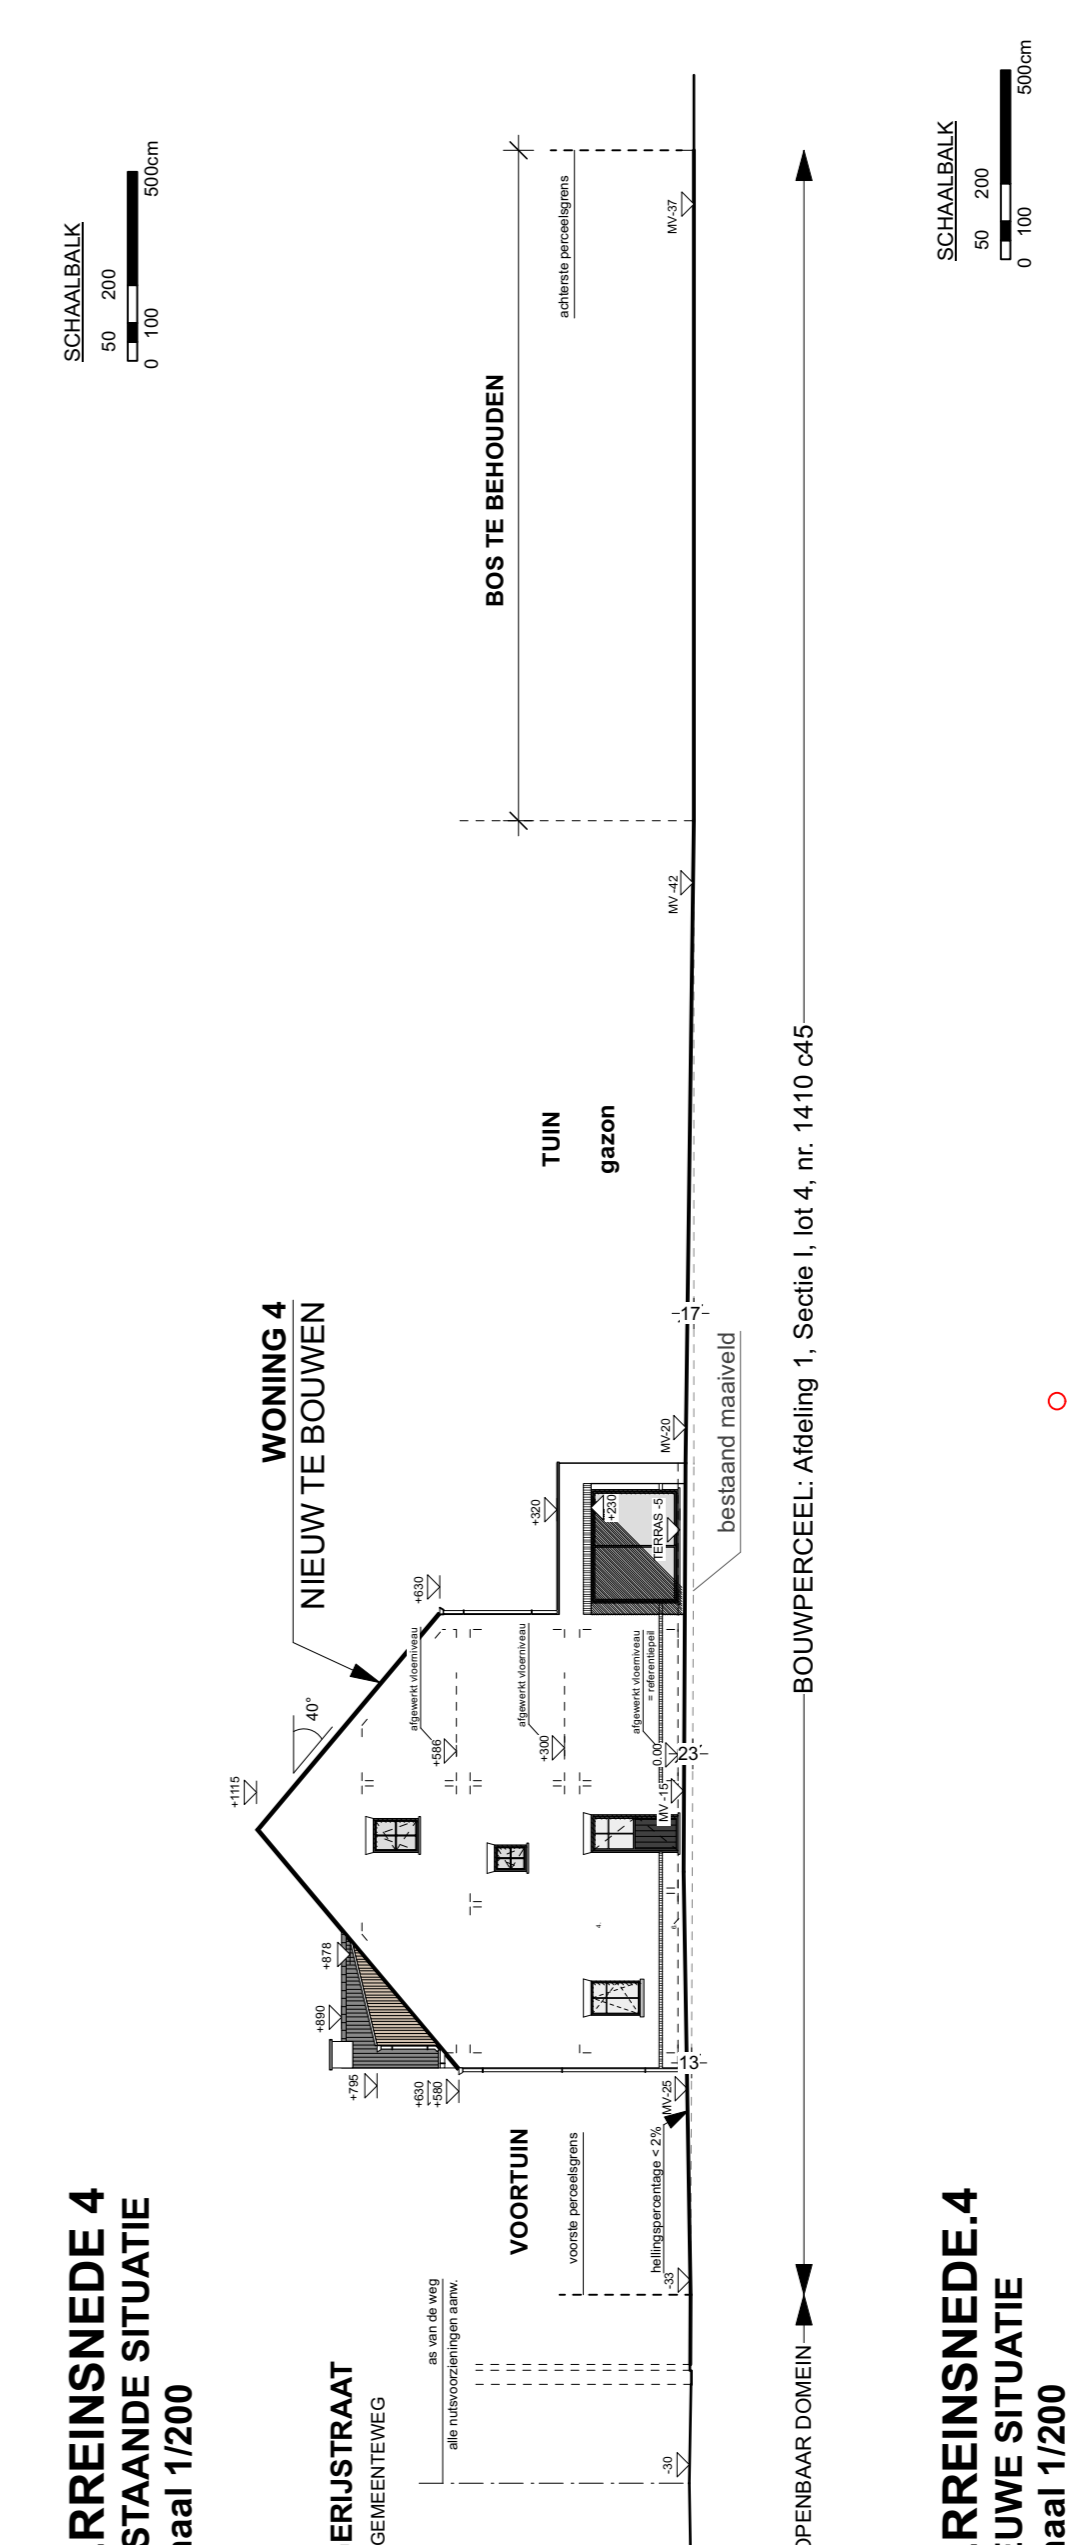 SCHAALBALK
50 200
0 100 500cm
SCHAALBALK
50 200
0 100 500cm
achterste perceelsgrens
MV-37
BOS TE BEHOUDEN
MV -42
TUIN
gazon
WONING 4
NIEUW TE BOUWEN
17
MV-20
bestaand maaiveld
BOUWPERCEEL: Afdeling 1, Sectie I, lot 4, nr. 1410 c45
+320
+230
TERRAS -5
+630
40°
+1115
afgewerkt vloerniveau
+586
afgewerkt vloerniveau
+300
afgewerkt vloerniveau
= referentiepeil
0.00
23
MV -15
+878
+890
+795
+630
+580
13
MV-25
VOORTUIN
voorste perceelsgrens
hellingspercentage < 2%
-33
as van de weg
alle nutsvoorzieningen aanw.
-30
ERIJSTRAAT
GEMEENTEWEG
OPENBAAR DOMEIN
RREINSNEDE 4
STAANDE SITUATIE
haal 1/200
RREINSNEDE.4
EUWE SITUATIE
haal 1/200